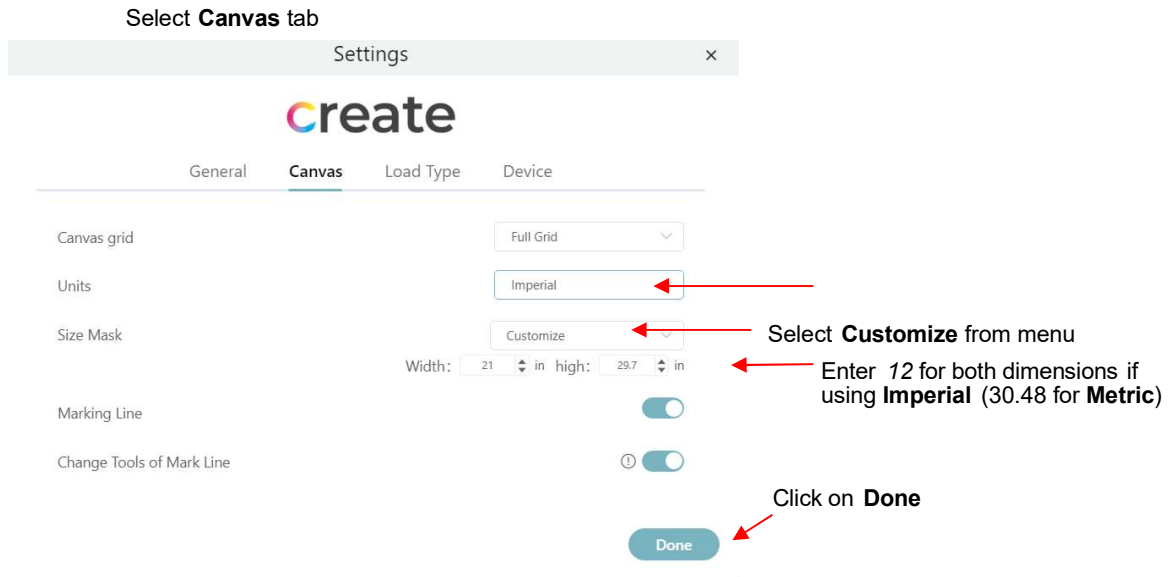 Select Canvas tab
Settings ×
create
General Canvas Load Type Device
Canvas grid Full Grid
Units Imperial
Size Mask Customize
Select Customize from menu
Width: 21 in high: 29.7 in
Enter 12 for both dimensions if
using Imperial (30.48 for Metric)
Marking Line
Change Tools of Mark Line
Click on Done
Done